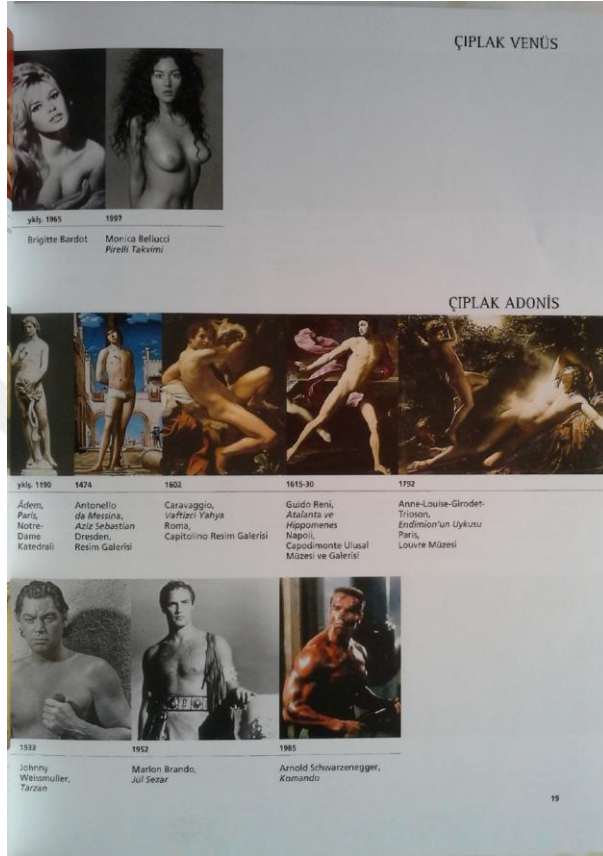 ÇIPLAK VENÜS
yklş. 1965
1997
Brigitte Bardot
Monica Bellucci
Pirelli Takvimi
ÇIPLAK ADONİS
yklş. 1190
1474
1602
1615-30
1792
Âdem,
Paris,
Notre-
Dame
Katedrali
Antonello
da Messina,
Aziz Sebastian
Dresden,
Resim Galerisi
Caravaggio,
Vaftizci Yahya
Roma,
Capitolino Resim Galerisi
Guido Reni,
Atalanta ve
Hippomenes
Napoli,
Capodimonte Ulusal
Müzesi ve Galerisi
Anne-Louise-Girodet-
Trioson,
Endimion'un Uykusu
Paris,
Louvre Müzesi
1933
1952
1985
Johnny
Weissmuller,
Tarzan
Marlon Brando,
Jül Sezar
Arnold Schwarzenegger,
Komando
19